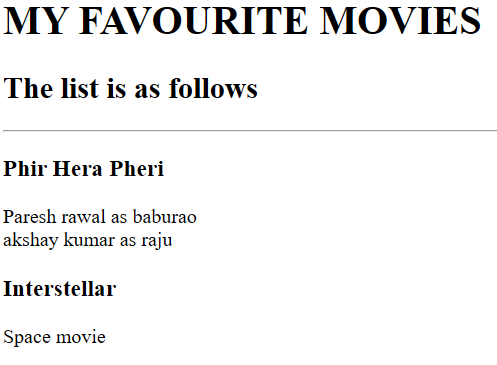 MY FAVOURITE MOVIES
The list is as follows
Phir Hera Pheri
Paresh rawal as baburao
akshay kumar as raju
Interstellar
Space movie